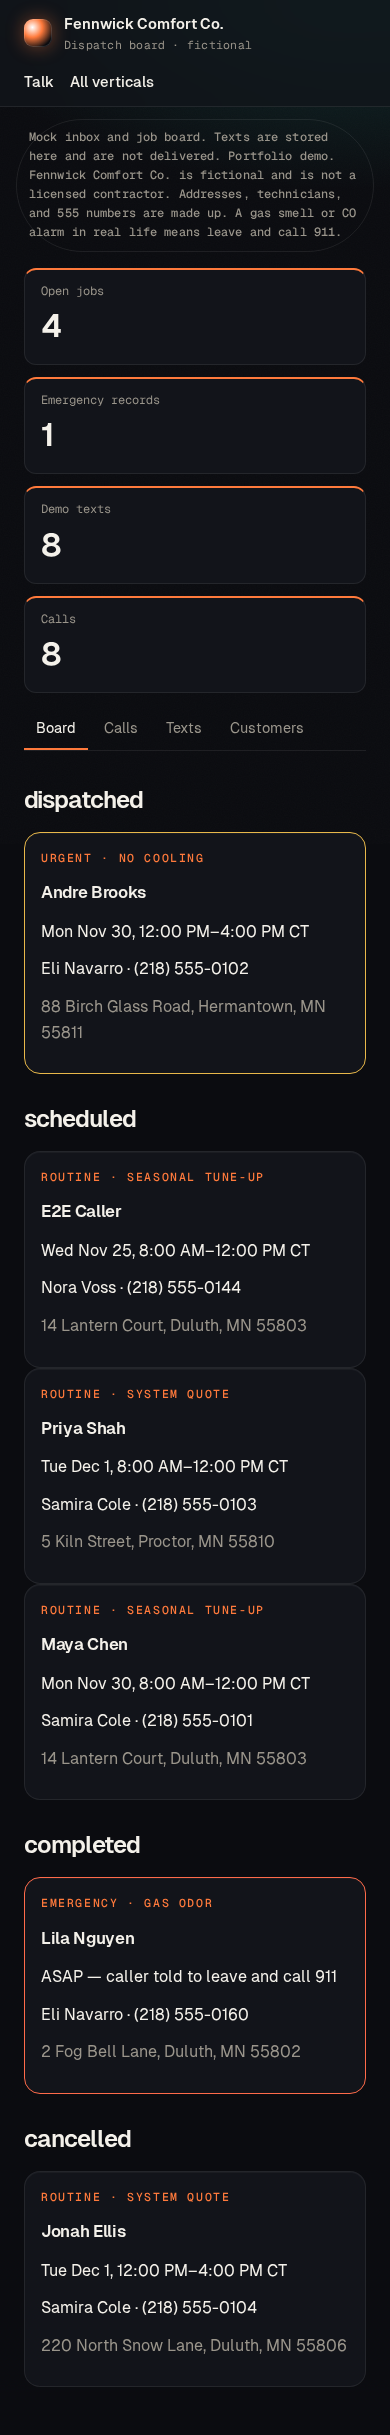 Fennwick Comfort Co.
Dispatch board · fictional
Talk All verticals
Mock inbox and job board. Texts are stored
here and are not delivered. Portfolio demo.
Fennwick Comfort Co. is fictional and is not a
licensed contractor. Addresses, technicians,
and 555 numbers are made up. A gas smell or CO
alarm in real life means leave and call 911.
Open jobs
4
Emergency records
1
Demo texts
8
Calls
8
Board Calls Texts Customers
dispatched
URGENT · NO COOLING
Andre Brooks
Mon Nov 30, 12:00 PM–4:00 PM CT
Eli Navarro · (218) 555-0102
88 Birch Glass Road, Hermantown, MN
55811
scheduled
ROUTINE · SEASONAL TUNE-UP
E2E Caller
Wed Nov 25, 8:00 AM–12:00 PM CT
Nora Voss · (218) 555-0144
14 Lantern Court, Duluth, MN 55803
ROUTINE · SYSTEM QUOTE
Priya Shah
Tue Dec 1, 8:00 AM–12:00 PM CT
Samira Cole · (218) 555-0103
5 Kiln Street, Proctor, MN 55810
ROUTINE · SEASONAL TUNE-UP
Maya Chen
Mon Nov 30, 8:00 AM–12:00 PM CT
Samira Cole · (218) 555-0101
14 Lantern Court, Duluth, MN 55803
completed
EMERGENCY · GAS ODOR
Lila Nguyen
ASAP — caller told to leave and call 911
Eli Navarro · (218) 555-0160
2 Fog Bell Lane, Duluth, MN 55802
cancelled
ROUTINE · SYSTEM QUOTE
Jonah Ellis
Tue Dec 1, 12:00 PM–4:00 PM CT
Samira Cole · (218) 555-0104
220 North Snow Lane, Duluth, MN 55806